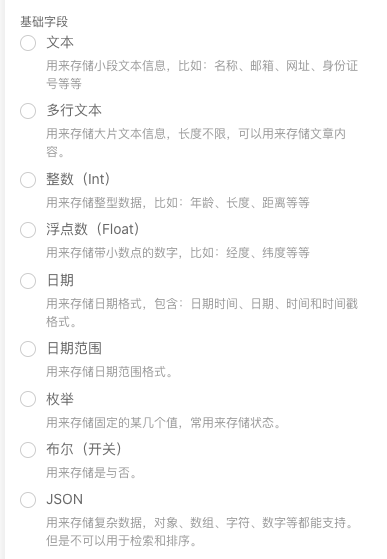 基础字段
文本
用来存储小段文本信息，比如：名称、邮箱、网址、身份证
号等等
多行文本
用来存储大片文本信息，长度不限，可以用来存储文章内
容。
整数（Int）
用来存储整型数据，比如：年龄、长度、距离等等
浮点数（Float）
用来存储带小数点的数字，比如：经度、纬度等等
日期
用来存储日期格式，包含：日期时间、日期、时间和时间戳
格式。
日期范围
用来存储日期范围格式。
枚举
用来存储固定的某几个值，常用来存储状态。
布尔（开关）
用来存储是与否。
JSON
用来存储复杂数据，对象、数组、字符、数字等都能支持。
但是不可以用于检索和排序。